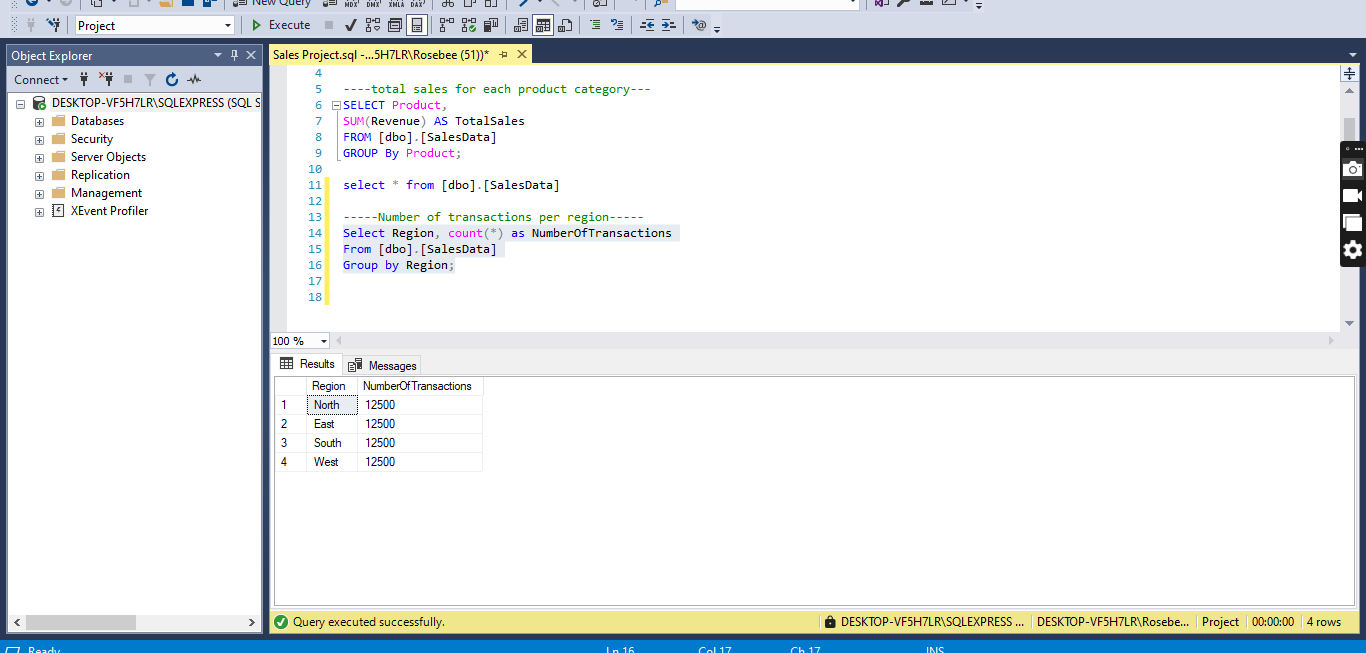 New Query MDX DMX XMLA DAX
Project Execute
Object Explorer
Connect
DESKTOP-VF5H7LR\SQLEXPRESS (SQL S
Databases
Security
Server Objects
Replication
Management
XEvent Profiler
Sales Project.sql -...5H7LR\Rosebee (51))*
4
5 ----total sales for each product category---
6 SELECT Product,
7 SUM(Revenue) AS TotalSales
8 FROM [dbo].[SalesData]
9 GROUP By Product;
10
11 select * from [dbo].[SalesData]
12
13 -----Number of transactions per region-----
14 Select Region, count(*) as NumberOfTransactions
15 From [dbo].[SalesData]
16 Group by Region;
17
18
100 %
Results Messages
Region NumberOfTransactions
1 North 12500
2 East 12500
3 South 12500
4 West 12500
Query executed successfully. DESKTOP-VF5H7LR\SQLEXPRESS ... DESKTOP-VF5H7LR\Rosebe... Project 00:00:00 4 rows
Ready Ln 16 Col 17 Ch 17 INS